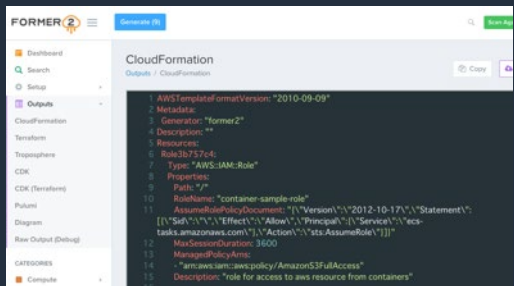 FORMER2
Generate (9)
Scan Aga
Dashboard
Search
Setup
Outputs
CloudFormation
Terraform
Troposphere
CDK
CDK (Terraform)
Pulumi
Diagram
Raw Output (Debug)
CATEGORIES
Compute
CloudFormation
Outputs / CloudFormation
Copy
1 AWSTemplateFormatVersion: "2010-09-09"
2 Metadata:
3 Generator: "former2"
4 Description: ""
5 Resources:
6 Role3b757c4:
7 Type: "AWS::IAM::Role"
8 Properties:
9 Path: "/"
10 RoleName: "container-sample-role"
11 AssumeRolePolicyDocument: "{\"Version\":\"2012-10-17\",\"Statement\":
[{\"Sid\":\"\",\"Effect\":\"Allow\",\"Principal\":{\"Service\":\"ecs-
tasks.amazonaws.com\"},\"Action\":\"sts:AssumeRole\"}]}"
12 MaxSessionDuration: 3600
13 ManagedPolicyArns:
14 - "arn:aws:iam::aws:policy/AmazonS3FullAccess"
15 Description: "role for access to aws resource from containers"